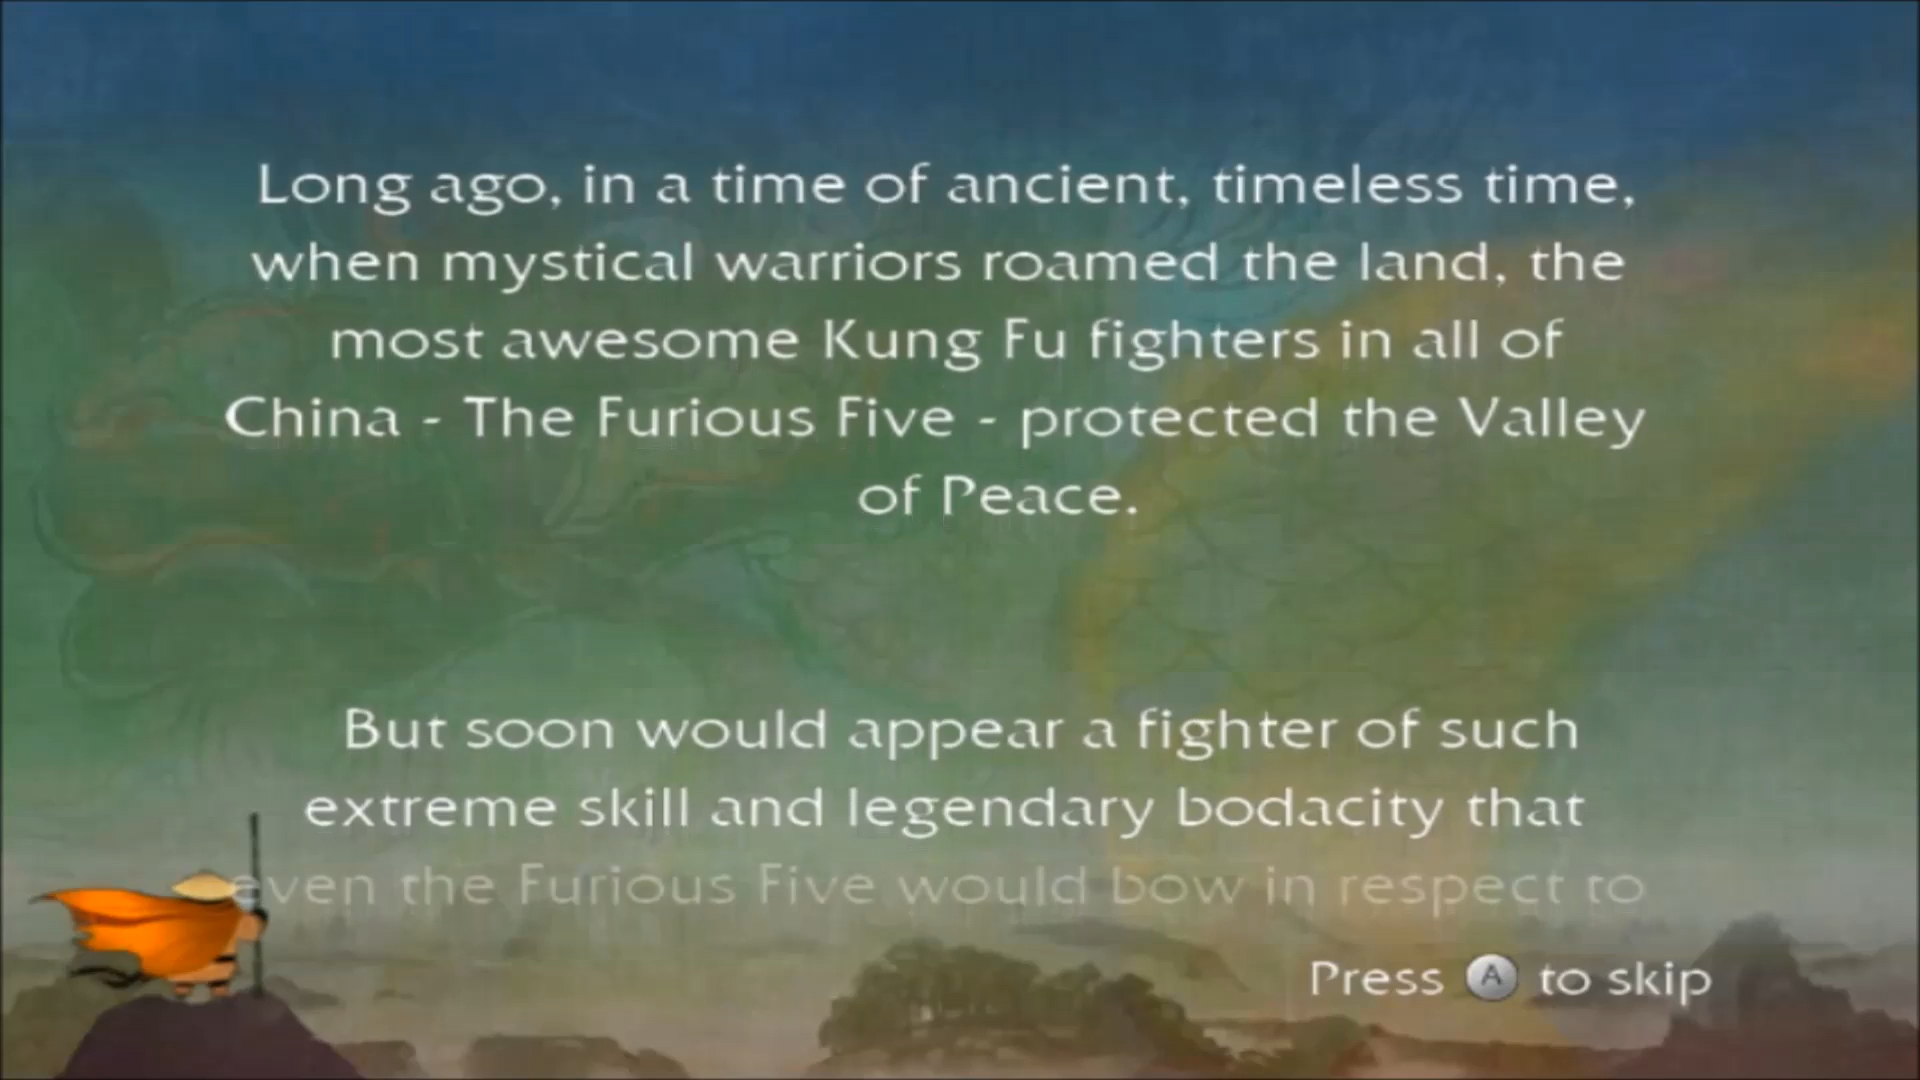 Long ago, in a time of ancient, timeless time,
when mystical warriors roamed the land, the
most awesome Kung Fu fighters in all of
China - The Furious Five - protected the Valley
of Peace.
But soon would appear a fighter of such
extreme skill and legendary bodacity that
even the Furious Five would bow in respect to
Press A to skip